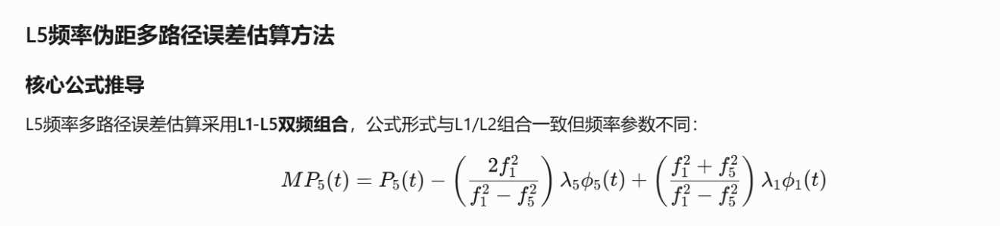 L5频率伪距多路径误差估算方法
核心公式推导
L5频率多路径误差估算采用L1-L5双频组合，公式形式与L1/L2组合一致但频率参数不同：
$MP_5(t) = P_5(t) - \left(\frac{2f_1^2}{f_1^2 - f_5^2}\right)\lambda_5\phi_5(t) + \left(\frac{f_1^2 + f_5^2}{f_1^2 - f_5^2}\right)\lambda_1\phi_1(t)$